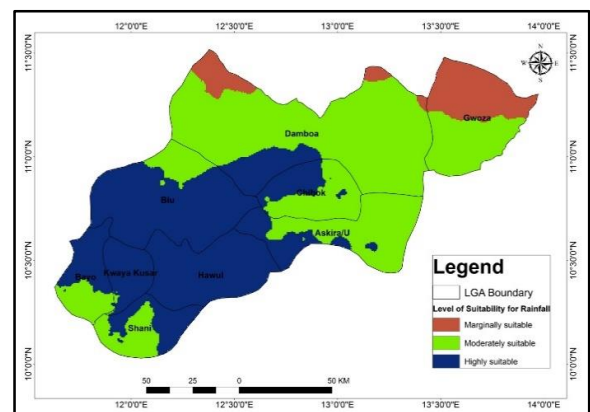 12°0'0"E 12°30'0"E 13°0'0"E 13°30'0"E 14°0'0"E
11°30'0"N 11°30'0"N
N
W E
S
Gwoza
Damboa
11°0'0"N 11°0'0"N
Chibok
Biu
Askira/U
10°30'0"N 10°30'0"N
Bayo Kwaya Kusar Hawul
Shani
10°0'0"N 10°0'0"N
Legend
LGA Boundary
Level of Suitability for Rainfall
Marginally suitable
Moderately suitable
Highly suitable
50 25 0 50 KM
12°0'0"E 12°30'0"E 13°0'0"E 13°30'0"E 14°0'0"E